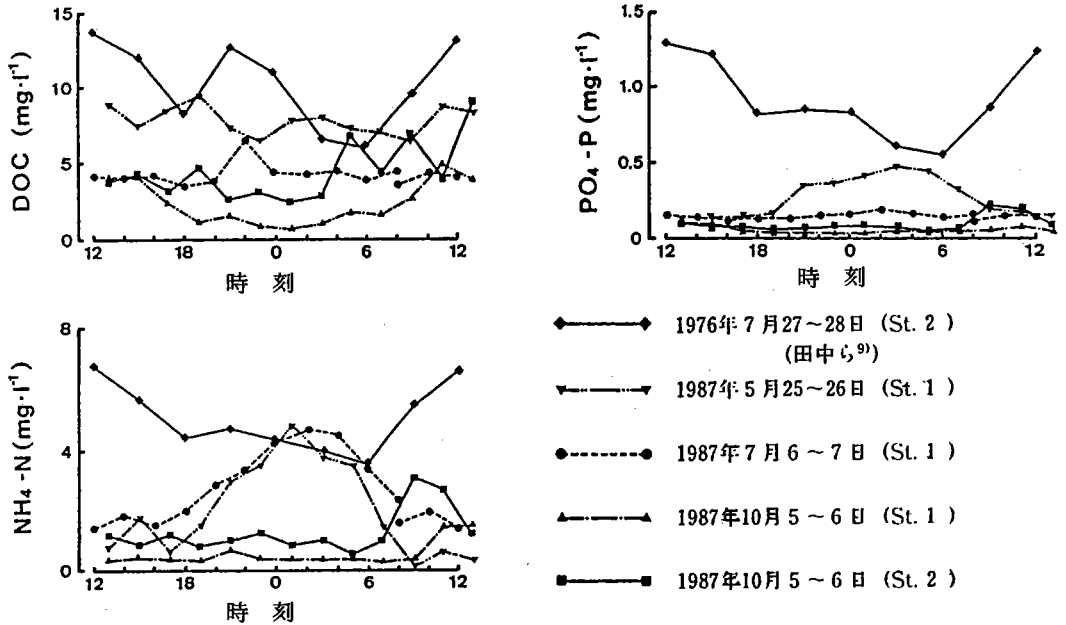 DOC (mg・l⁻¹)
15
10
5
0
12 18 0 6 12
時 刻
PO₄-P (mg・l⁻¹)
1.5
1.0
0.5
0
12 18 0 6 12
時 刻
NH₄-N (mg・l⁻¹)
8
4
0
12 18 0 6 12
時 刻
1976年7月27~28日 (St. 2)
(田中ら⁹⁾)
1987年5月25~26日 (St. 1)
1987年7月6~7日 (St. 1)
1987年10月5~6日 (St. 1)
1987年10月5~6日 (St. 2)